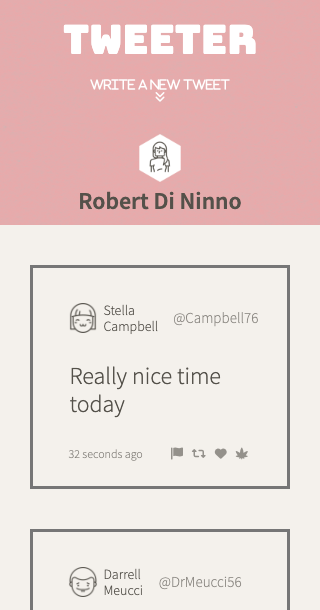 TWEETER
WRITE A NEW TWEET
Robert Di Ninno
Stella
Campbell
@Campbell76
Really nice time
today
32 seconds ago
Darrell
Meucci
@DrMeucci56